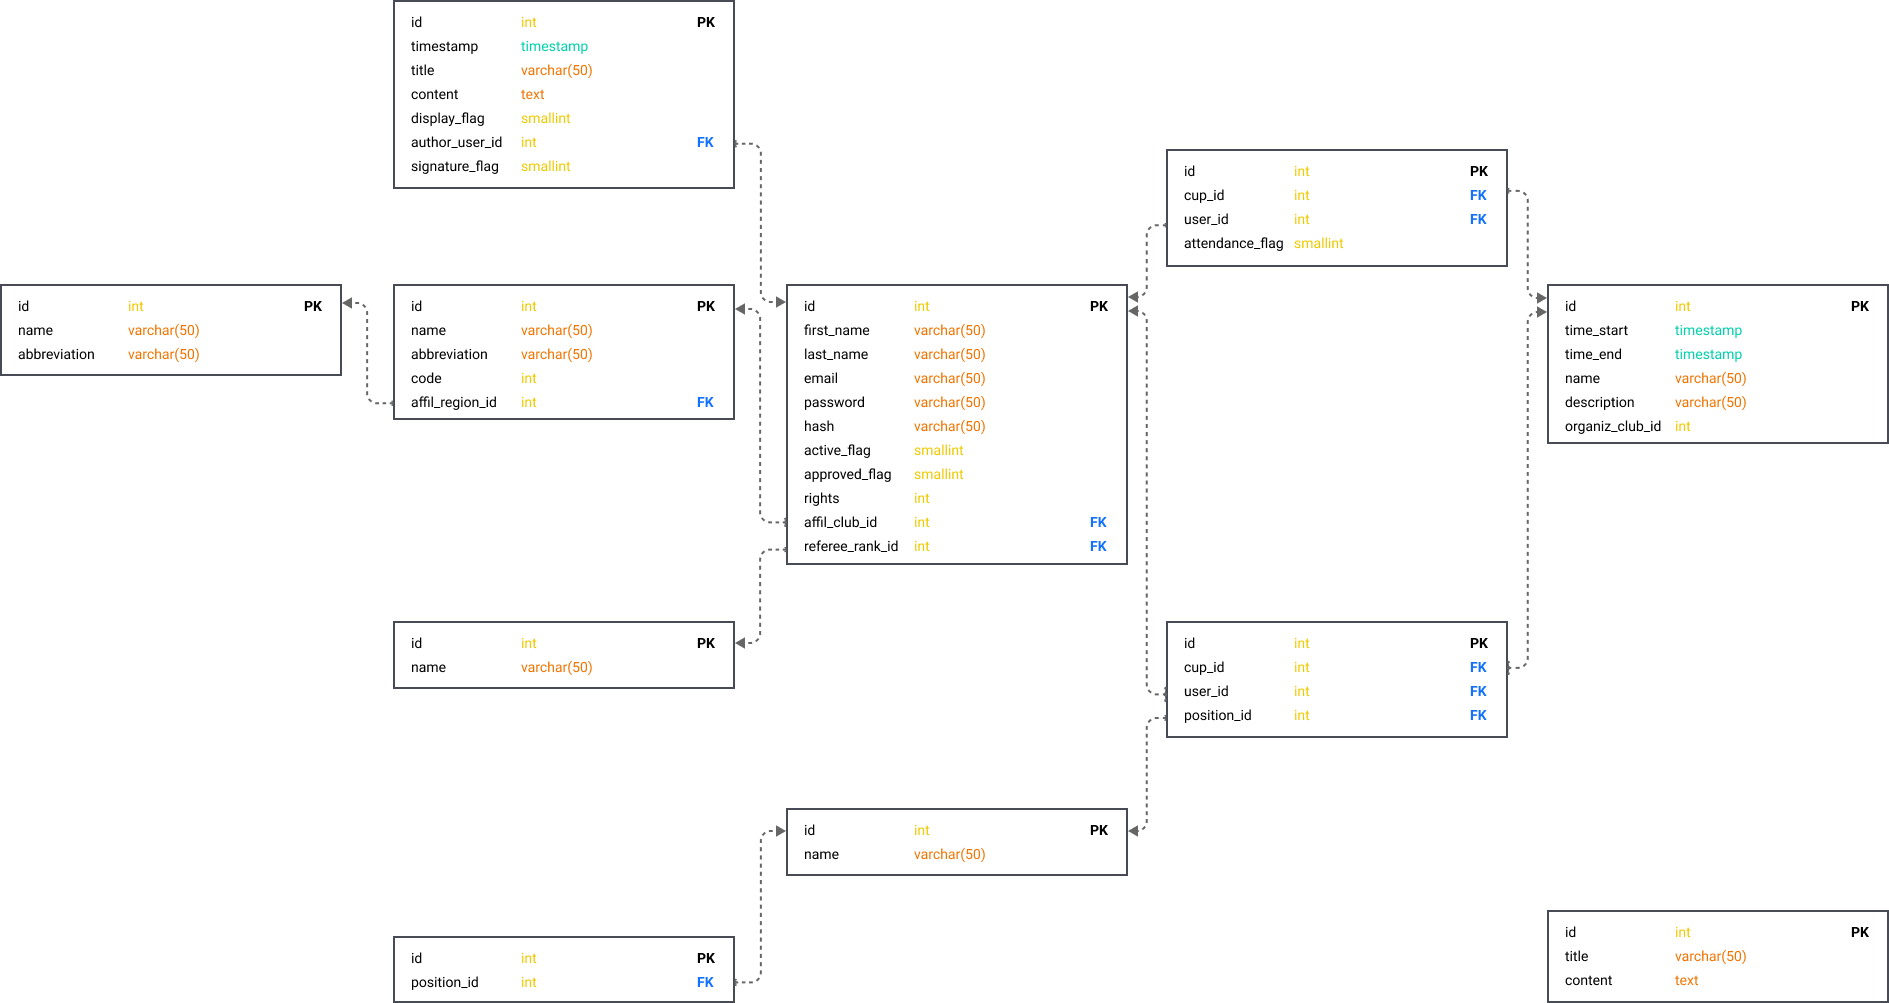 id int PK
timestamp timestamp
title varchar(50)
content text
display_flag smallint
author_user_id int FK
signature_flag smallint
id int PK
cup_id int FK
user_id int FK
attendance_flag smallint
id int PK
name varchar(50)
abbreviation varchar(50)
id int PK
name varchar(50)
abbreviation varchar(50)
code int
affil_region_id int FK
id int PK
first_name varchar(50)
last_name varchar(50)
email varchar(50)
password varchar(50)
hash varchar(50)
active_flag smallint
approved_flag smallint
rights int
affil_club_id int FK
referee_rank_id int FK
id int PK
time_start timestamp
time_end timestamp
name varchar(50)
description varchar(50)
organiz_club_id int
id int PK
name varchar(50)
id int PK
cup_id int FK
user_id int FK
position_id int FK
id int PK
name varchar(50)
id int PK
position_id int FK
id int PK
title varchar(50)
content text